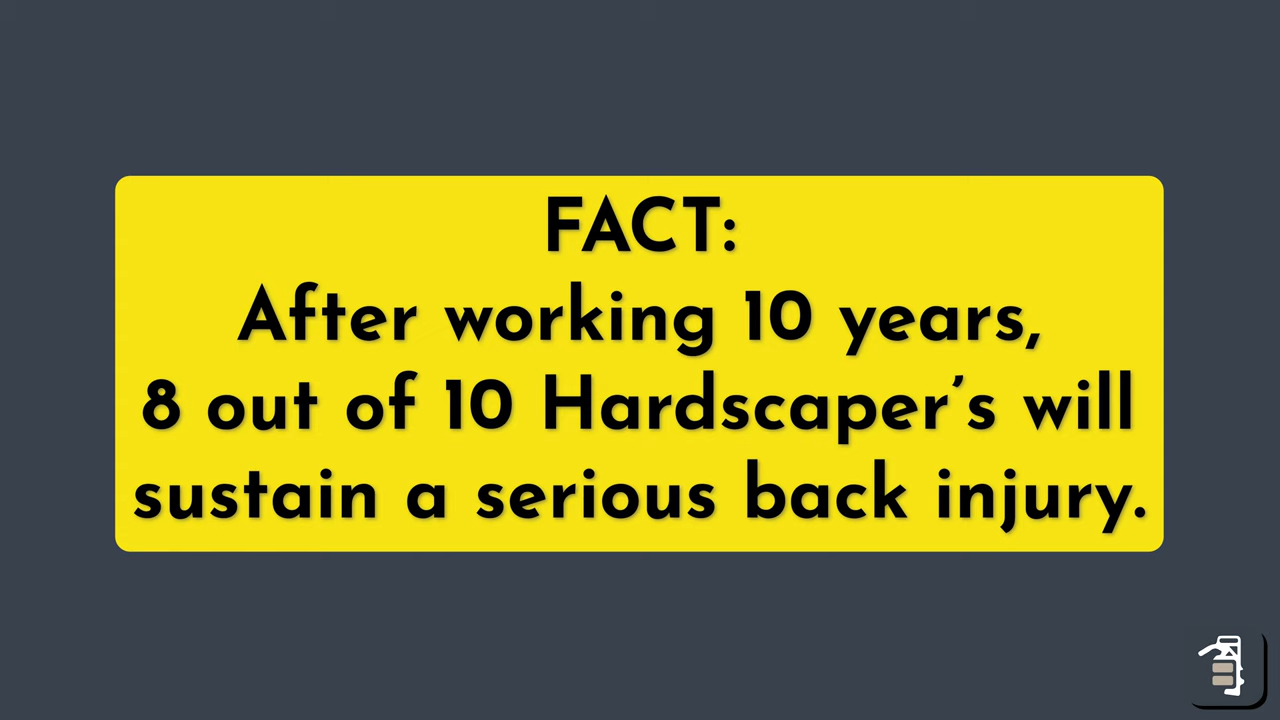 FACT:
After working 10 years,
8 out of 10 Hardscaper’s will
sustain a serious back injury.